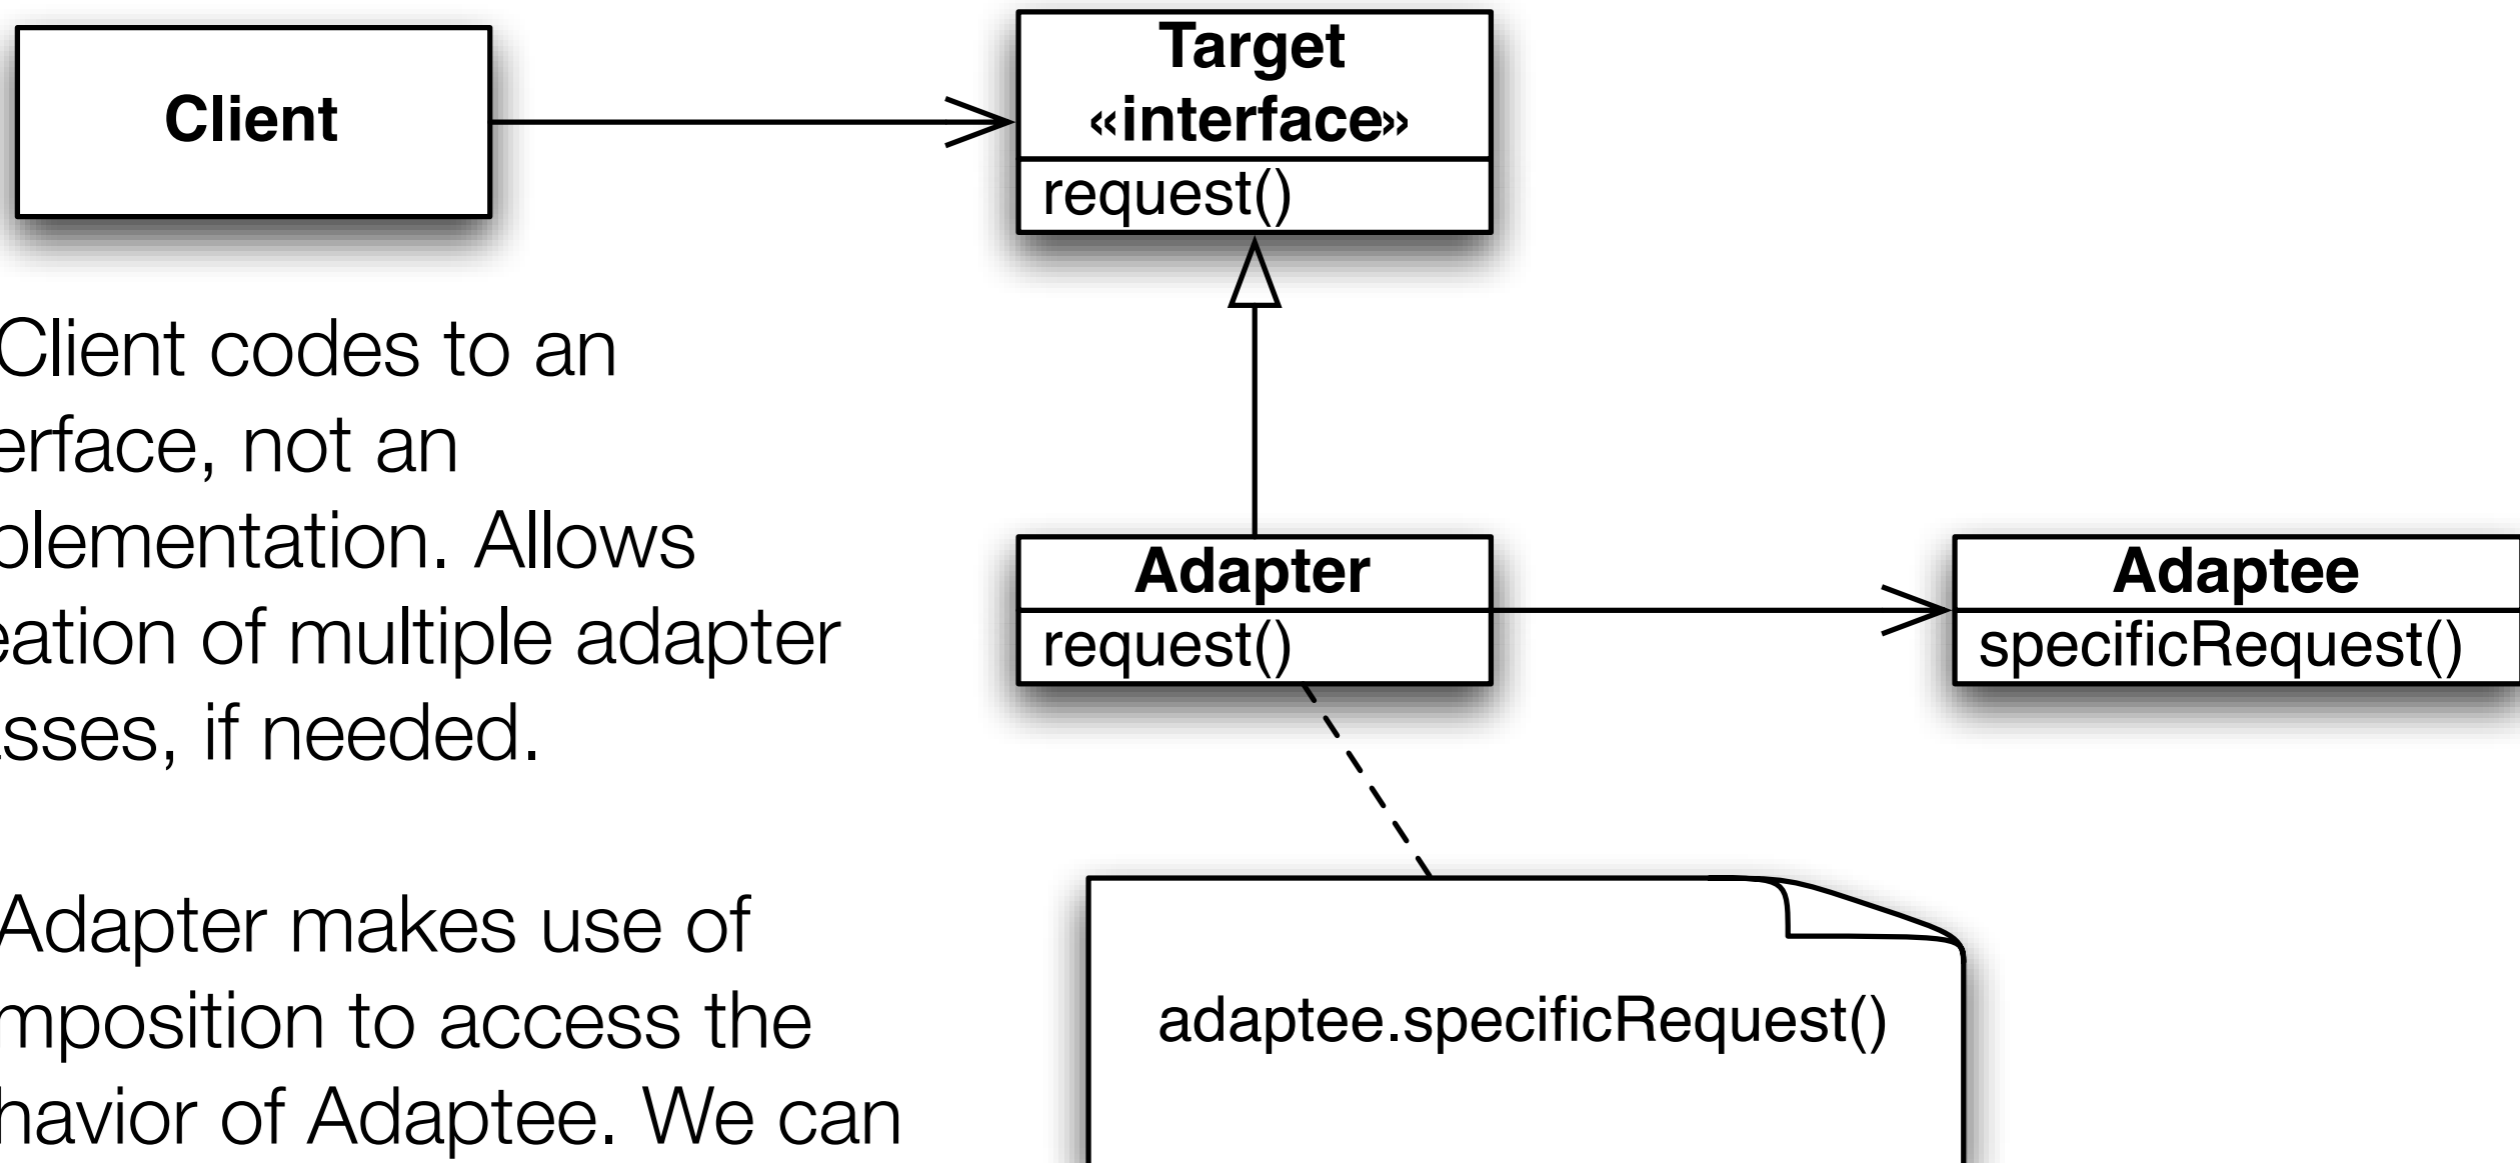 Client
Target
«interface»
request()
Client codes to an
erface, not an
plementation. Allows
eation of multiple adapter
sses, if needed.
Adapter
request()
Adaptee
specificRequest()
Adapter makes use of
mposition to access the
havior of Adaptee. We can
adaptee.specificRequest()